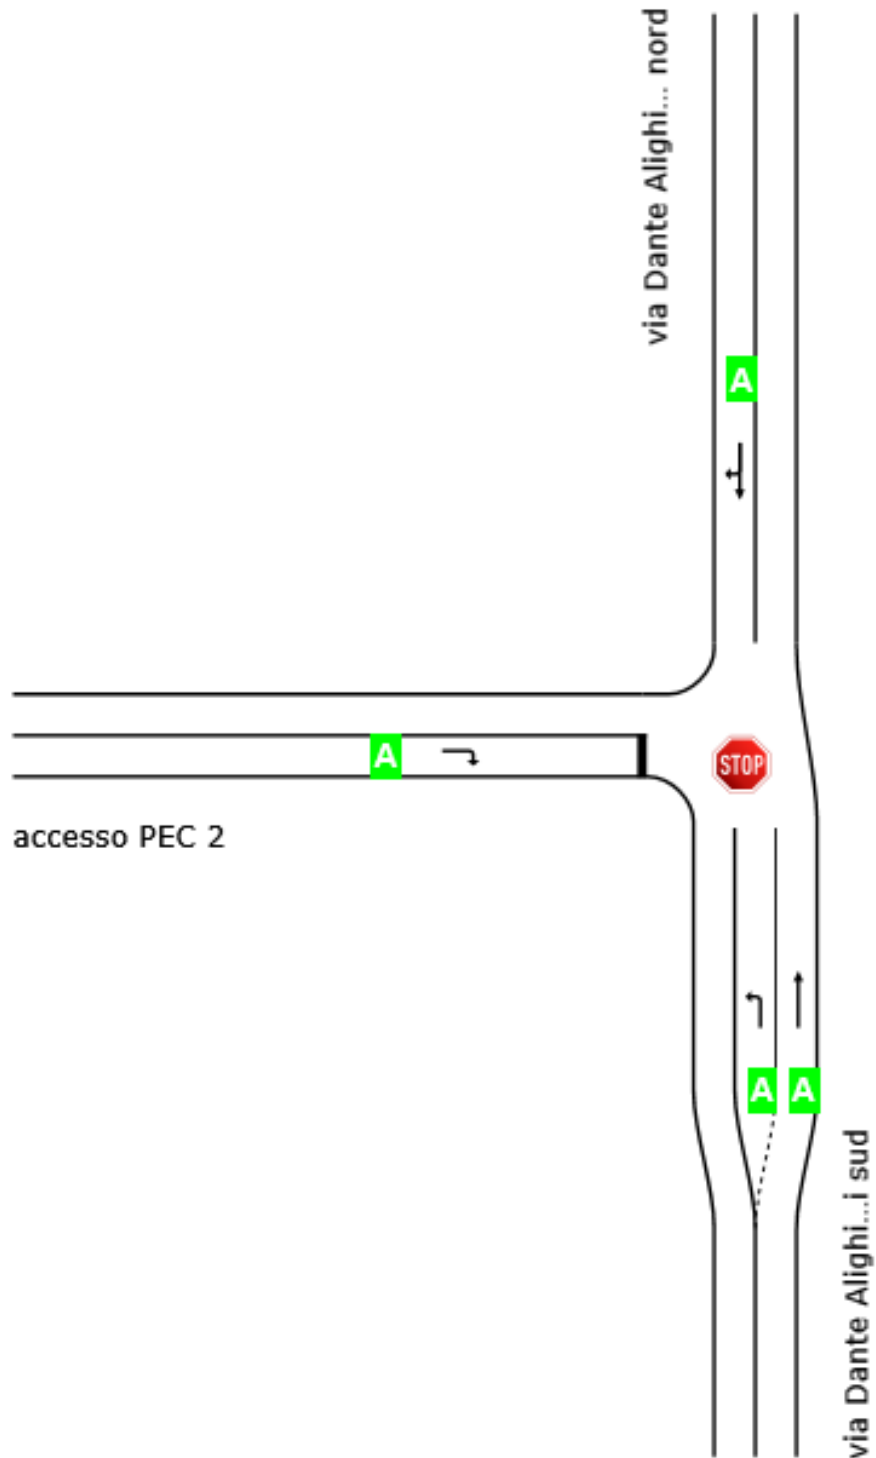 via Dante Alighi... nord
A
A
STOP
accesso PEC 2
A
A
via Dante Alighi...i sud